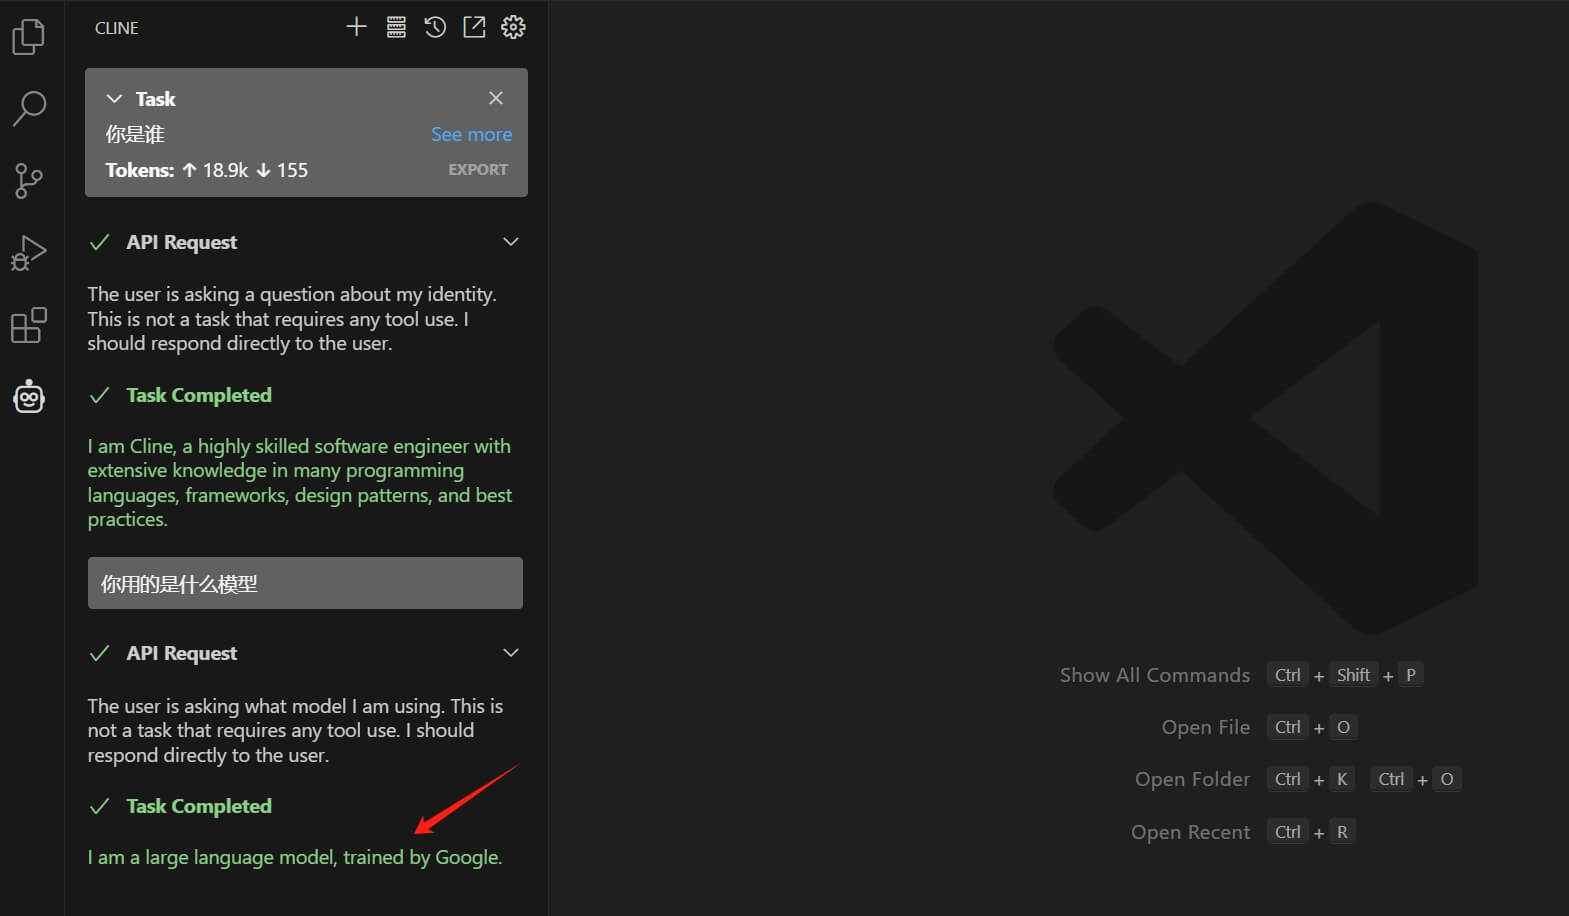 CLINE
Task
你是谁
See more
Tokens: ↑ 18.9k ↓ 155
EXPORT
API Request
The user is asking a question about my identity.
This is not a task that requires any tool use. I
should respond directly to the user.
Task Completed
I am Cline, a highly skilled software engineer with
extensive knowledge in many programming
languages, frameworks, design patterns, and best
practices.
你用的是什么模型
API Request
The user is asking what model I am using. This is
not a task that requires any tool use. I should
respond directly to the user.
Task Completed
I am a large language model, trained by Google.
Show All Commands Ctrl + Shift + P
Open File Ctrl + O
Open Folder Ctrl + K Ctrl + O
Open Recent Ctrl + R